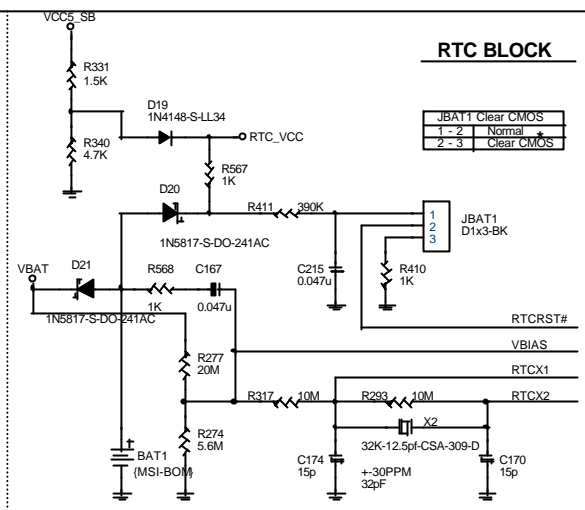 VCC5_SB
RTC BLOCK
R331
1.5K
D19
1N4148-S-LL34
JBAT1 Clear CMOS
1 - 2 Normal *
2 - 3 Clear CMOS
R340
4.7K
RTC_VCC
R567
1K
D20
R411 390K
1
2
3
JBAT1
D1x3-BK
1N5817-S-DO-241AC
VBAT
D21
R568
C167
C215
0.047u
R410
1K
1K
0.047u
1N5817-S-DO-241AC
RTCRST#
VBIAS
R277
20M
RTCX1
R317 10M
R293 10M
RTCX2
X2
R274
5.6M
32K-12.5pf-CSA-309-D
BAT1
(MSI-BOM)
C174
15p
+-30PPM
32pF
C170
15p